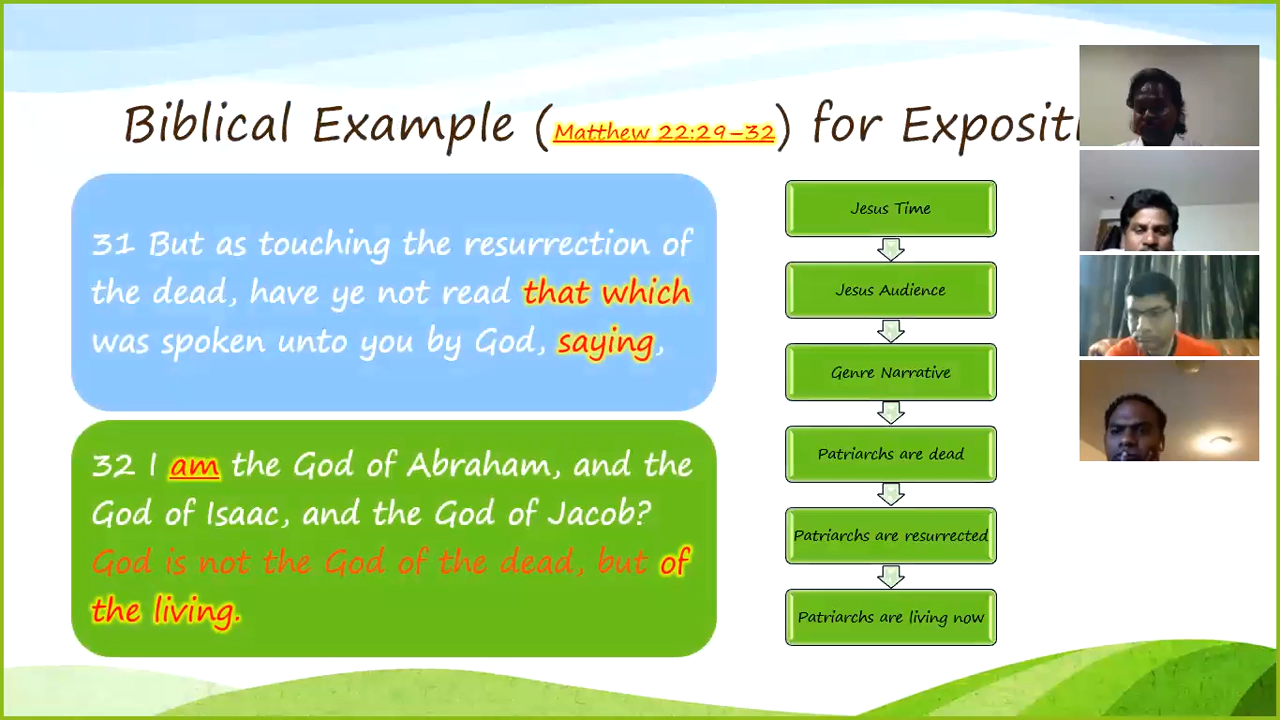 Biblical Example (Matthew 22:29–32) for Expositi
31 But as touching the resurrection of
the dead, have ye not read that which
was spoken unto you by God, saying,
32 I am the God of Abraham, and the
God of Isaac, and the God of Jacob?
God is not the God of the dead, but of
the living.
Jesus Time
Jesus Audience
Genre Narrative
Patriarchs are dead
Patriarchs are resurrected
Patriarchs are living now